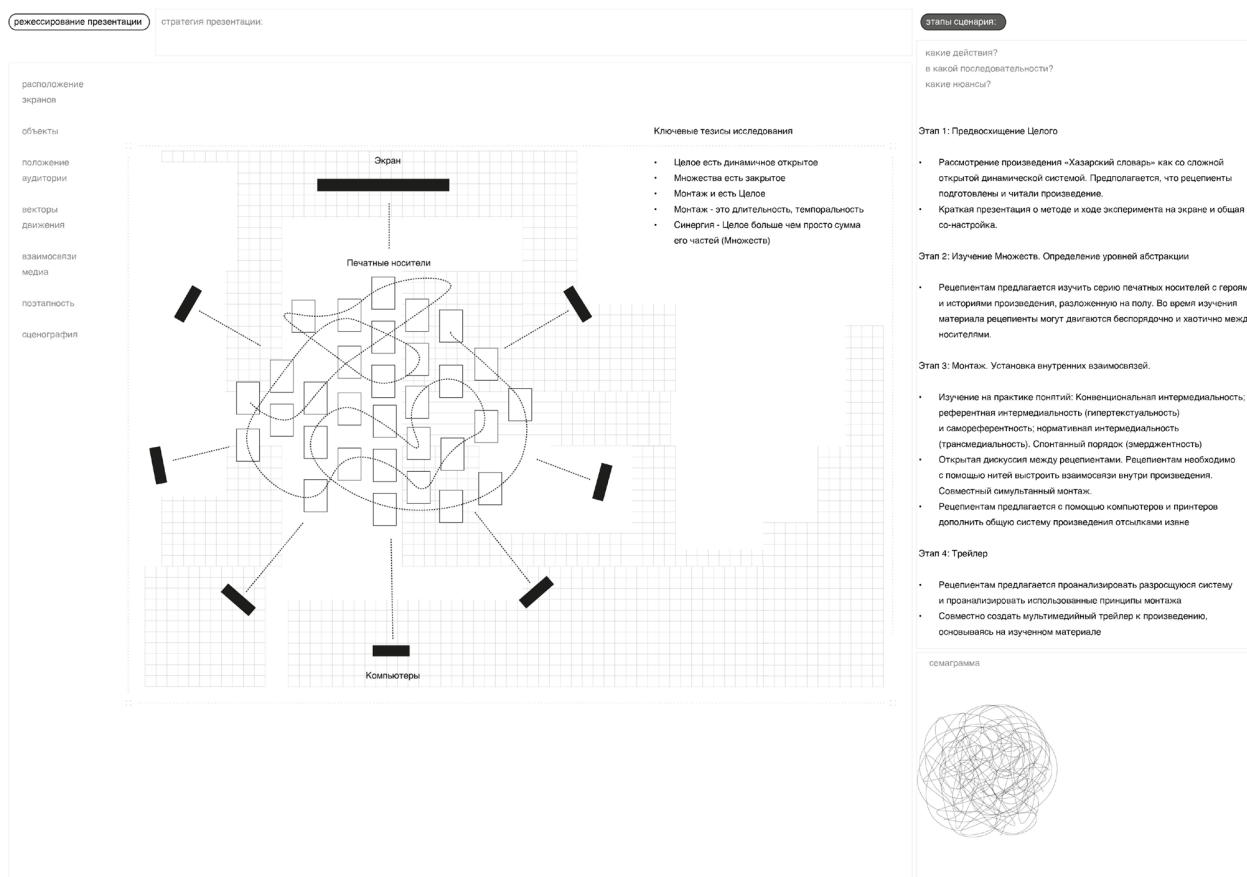 режессирование презентации
стратегия презентации:
этапы сценария:
какие действия?
в какой последовательности?
какие нюансы?
расположение
экранов
объекты
положение
аудитории
векторы
движения
взаимосвязи
медиа
поэтапность
сценография
Экран
Печатные носители
Компьютеры
Ключевые тезисы исследования
• Целое есть динамичное открытое
• Множества есть закрытое
• Монтаж и есть Целое
• Монтаж - это длительность, темпоральность
• Синергия - Целое больше чем просто сумма
его частей (Множеств)
Этап 1: Предвосхищение Целого
• Рассмотрение произведения «Хазарский словарь» как со сложной
открытой динамической системой. Предполагается, что рецепиенты
подготовлены и читали произведение.
• Краткая презентация о методе и ходе эксперимента на экране и общая
со-настройка.
Этап 2: Изучение Множеств. Определение уровней абстракции
• Рецепиентам предлагается изучить серию печатных носителей с героям
и историями произведения, разложенную на полу. Во время изучения
материала рецепиенты могут двигаются беспорядочно и хаотично межд
носителями.
Этап 3: Монтаж. Установка внутренних взаимосвязей.
• Изучение на практике понятий: Конвенциональная интермедиальность;
референтная интермедиальность (гипертекстуальность)
и самореферентность; нормативная интермедиальность
(трансмедиальность). Спонтанный порядок (эмерджентность)
• Открытая дискуссия между рецепиентами. Рецепиентам необходимо
с помощью нитей выстроить взаимосвязи внутри произведения.
Совместный симультанный монтаж.
• Рецепиентам предлагается с помощью компьютеров и принтеров
дополнить общую систему произведения отсылками извне
Этап 4: Трейлер
• Рецепиентам предлагается проанализировать разросщуюся систему
и проанализировать использованные принципы монтажа
• Совместно создать мультимедийный трейлер к произведению,
основываясь на изученном материале
семаграмма